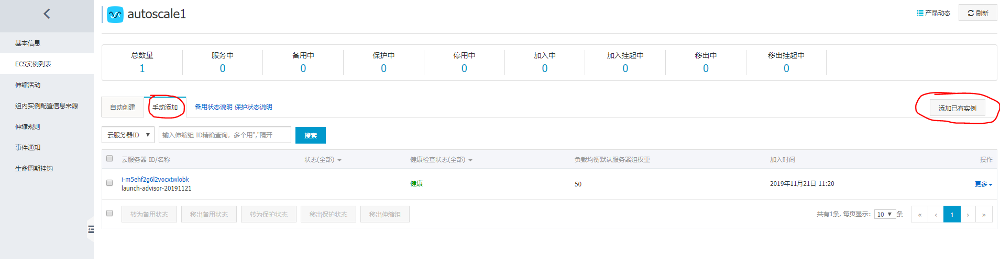 autoscale1
产品动态
刷新
基本信息
ECS实例列表
伸缩活动
组内实例配置信息来源
伸缩规则
事件通知
生命周期挂钩
总数量 服务中 备用中 保护中 停用中 加入中 加入挂起中 移出中 移出挂起中
1 0 0 0 0 0 0 0 0
自动创建 手动添加 备用状态说明 保护状态说明 添加已有实例
云服务器ID 输入伸缩组 ID精确查询，多个用","隔开 搜索
云服务器 ID/名称 状态(全部) 健康检查状态(全部) 负载均衡默认服务器组权重 加入时间 操作
i-m5ehf2g6l2vocxtwlobk
launch-advisor-20191121
健康 50 2019年11月21日 11:20 更多
转为备用状态 移出备用状态 转为保护状态 移出保护状态 移出伸缩组 共有1条, 每页显示: 10 条 « ‹ 1 › »